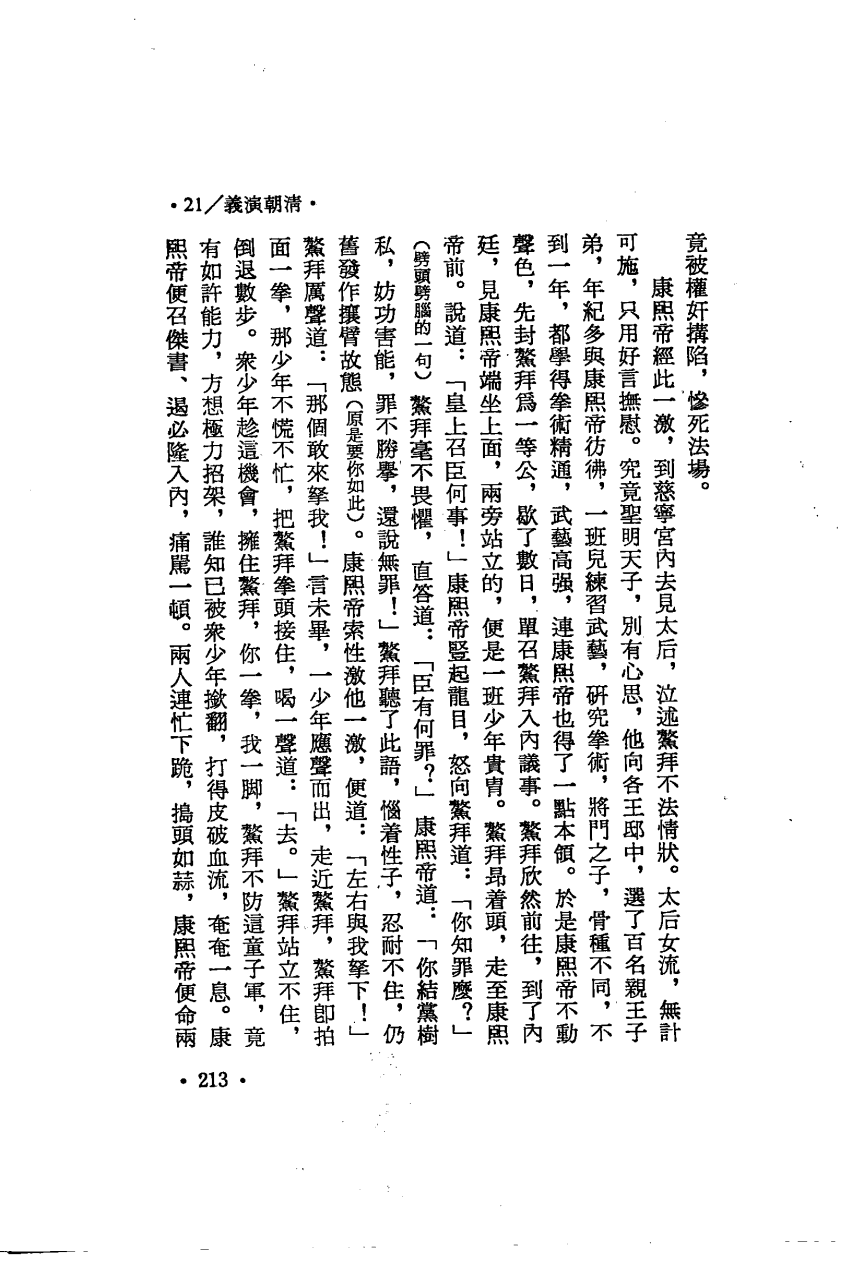 •21／義演朝清•
竟被權奸搆陷，慘死法場。
康熙帝經此一激，到慈寧宮內去見太后，泣述鰲拜不法情狀。太后女流，無計
可施，只用好言撫慰。究竟聖明天子，別有心思，他向各王邸中，選了百名親王子
弟，年紀多與康熙帝彷彿，一班兒練習武藝，研究拳術，將門之子，骨種不同，不
到一年，都學得拳術精通，武藝高强，連康熙帝也得了一點本領。於是康熙帝不動
聲色，先封鰲拜爲一等公，歇了數日，單召鰲拜入內議事。鰲拜欣然前往，到了內
廷，見康熙帝端坐上面，兩旁站立的，便是一班少年貴胄。鰲拜昂着頭，走至康熙
帝前。說道：「皇上召臣何事！」康熙帝豎起龍目，怒向鰲拜道：「你知罪麼？」
（劈頭劈腦的一句）鰲拜毫不畏懼，直答道：「臣有何罪？」康熙帝道：「你結黨樹
私，妨功害能，罪不勝擧，還說無罪！」鰲拜聽了此語，惱着性子，忍耐不住，仍
舊發作攘臂故態（原是要你如此）。康熙帝索性激他一激，便道：「左右與我拏下！」
鰲拜厲聲道：「那個敢來拏我！」言未畢，一少年應聲而出，走近鰲拜，鰲拜卽拍
面一拳，那少年不慌不忙，把鰲拜拳頭接住，喝一聲道：「去。」鰲拜站立不住，
倒退數步。衆少年趁這機會，擁住鰲拜，你一拳，我一脚，鰲拜不防這童子軍，竟
有如許能力，方想極力招架，誰知已被衆少年撳翻，打得皮破血流，奄奄一息。康
熙帝便召傑書、遏必隆入內，痛罵一頓。兩人連忙下跪，搗頭如蒜，康熙帝便命兩
•213•